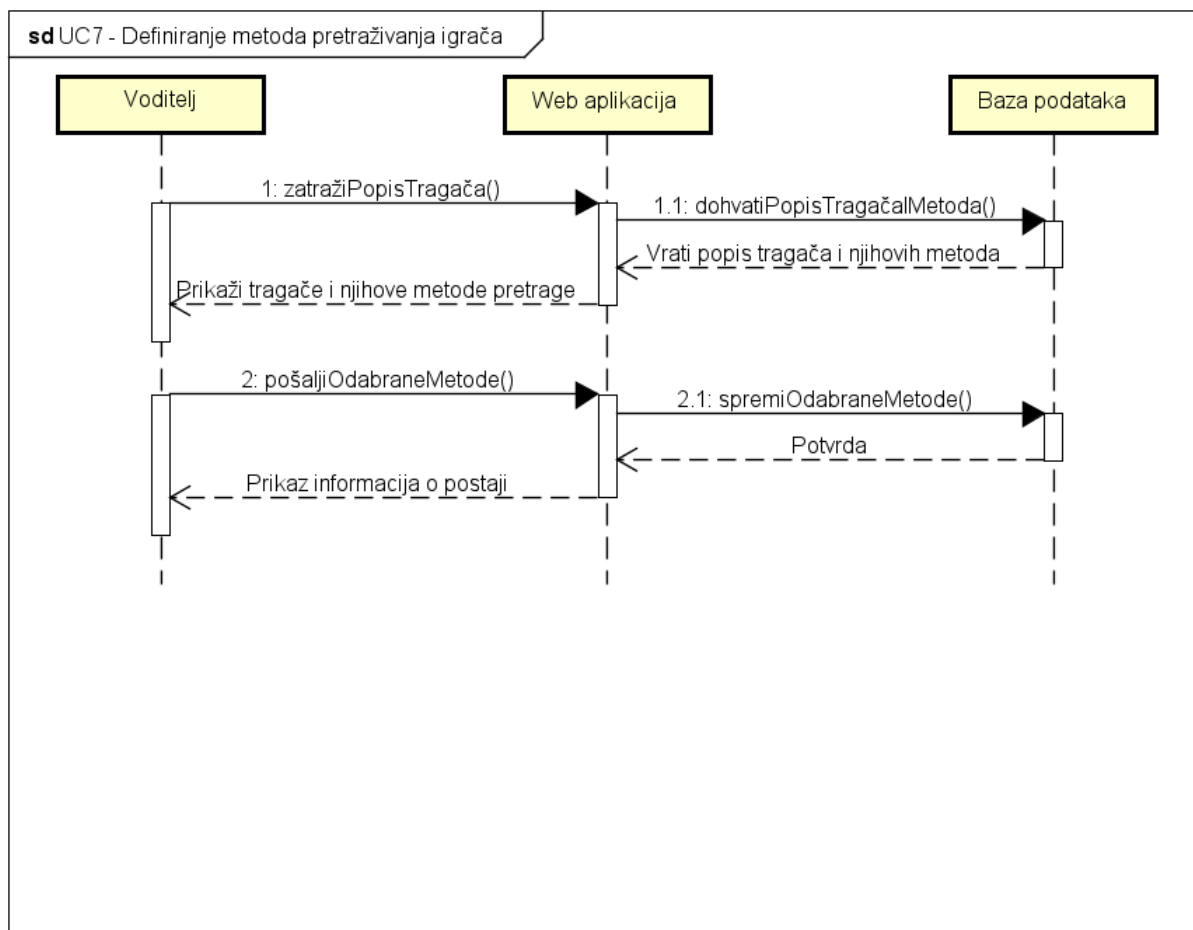 sd UC7 - Definiranje metoda pretraživanja igrača
Voditelj
Web aplikacija
Baza podataka
1: zatražiPopisTragača()
1.1: dohvatiPopisTragačaIMetoda()
Vrati popis tragača i njihovih metoda
Prikaži tragače i njihove metode pretrage
2: pošaljiOdabraneMetode()
2.1: spremiOdabraneMetode()
Potvrda
Prikaz informacija o postaji